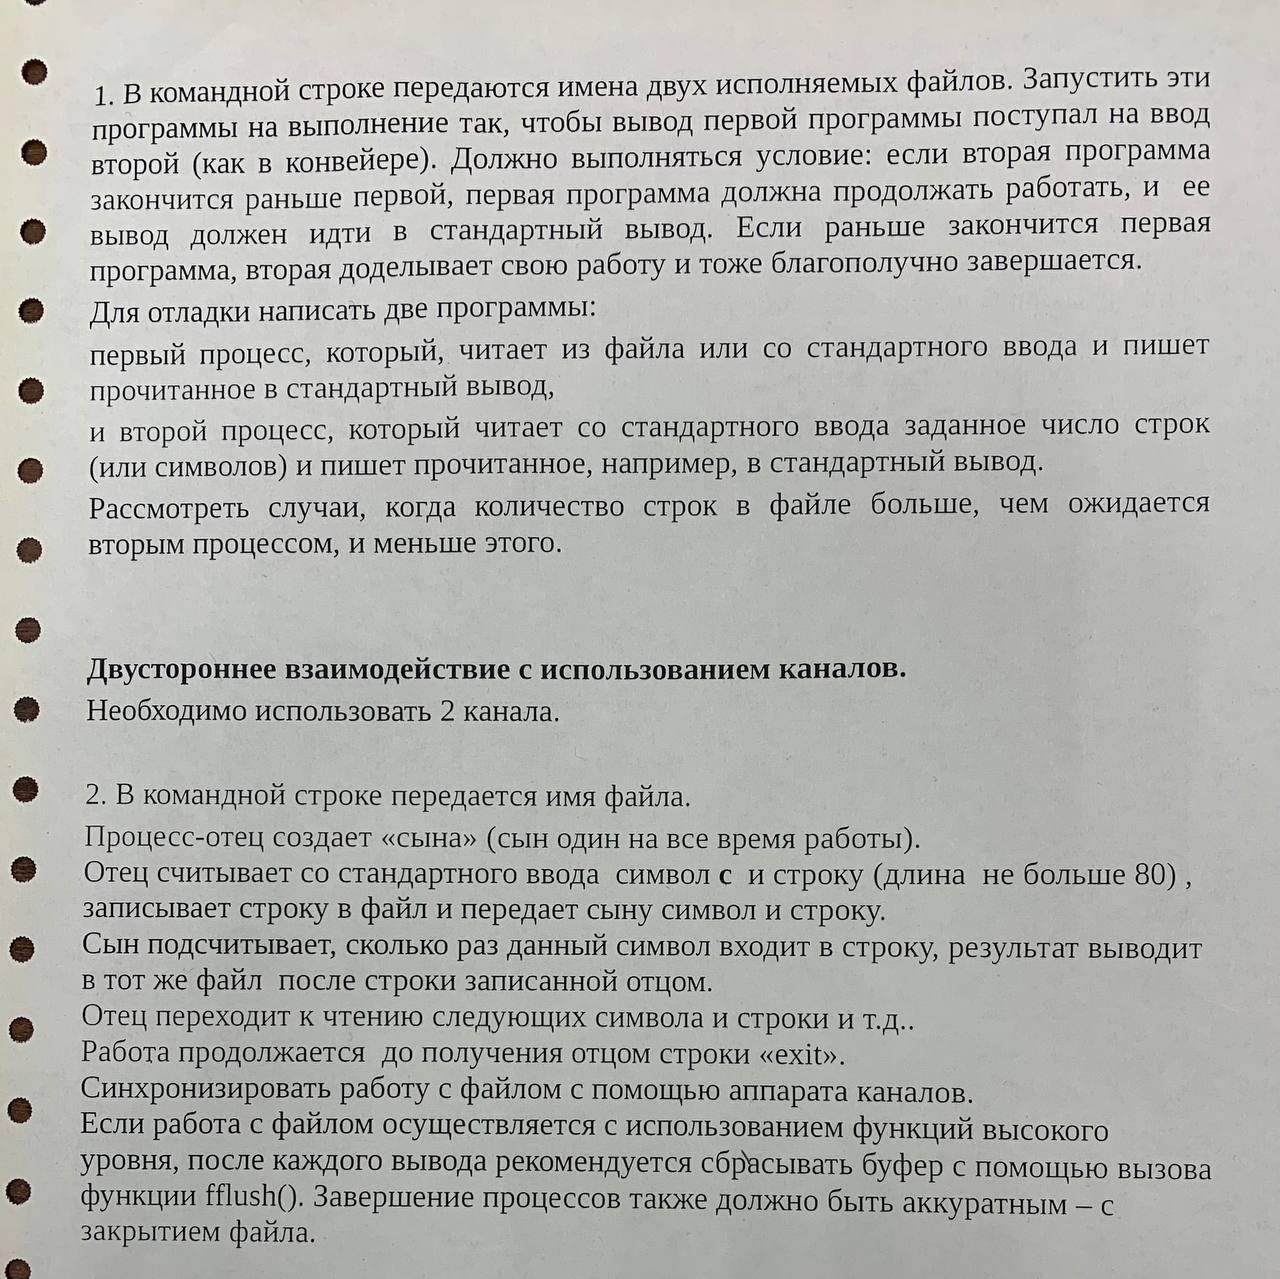 1. В командной строке передаются имена двух исполняемых файлов. Запустить эти
программы на выполнение так, чтобы вывод первой программы поступал на ввод
второй (как в конвейере). Должно выполняться условие: если вторая программа
закончится раньше первой, первая программа должна продолжать работать, и ее
вывод должен идти в стандартный вывод. Если раньше закончится первая
программа, вторая доделывает свою работу и тоже благополучно завершается.
Для отладки написать две программы:
первый процесс, который, читает из файла или со стандартного ввода и пишет
прочитанное в стандартный вывод,
и второй процесс, который читает со стандартного ввода заданное число строк
(или символов) и пишет прочитанное, например, в стандартный вывод.
Рассмотреть случаи, когда количество строк в файле больше, чем ожидается
вторым процессом, и меньше этого.
Двустороннее взаимодействие с использованием каналов.
Необходимо использовать 2 канала.
2. В командной строке передается имя файла.
Процесс-отец создает «сына» (сын один на все время работы).
Отец считывает со стандартного ввода символ с и строку (длина не больше 80) ,
записывает строку в файл и передает сыну символ и строку.
Сын подсчитывает, сколько раз данный символ входит в строку, результат выводит
в тот же файл после строки записанной отцом.
Отец переходит к чтению следующих символа и строки и т.д..
Работа продолжается до получения отцом строки «exit».
Синхронизировать работу с файлом с помощью аппарата каналов.
Если работа с файлом осуществляется с использованием функций высокого
уровня, после каждого вывода рекомендуется сбрасывать буфер с помощью вызова
функции fflush(). Завершение процессов также должно быть аккуратным – с
закрытием файла.